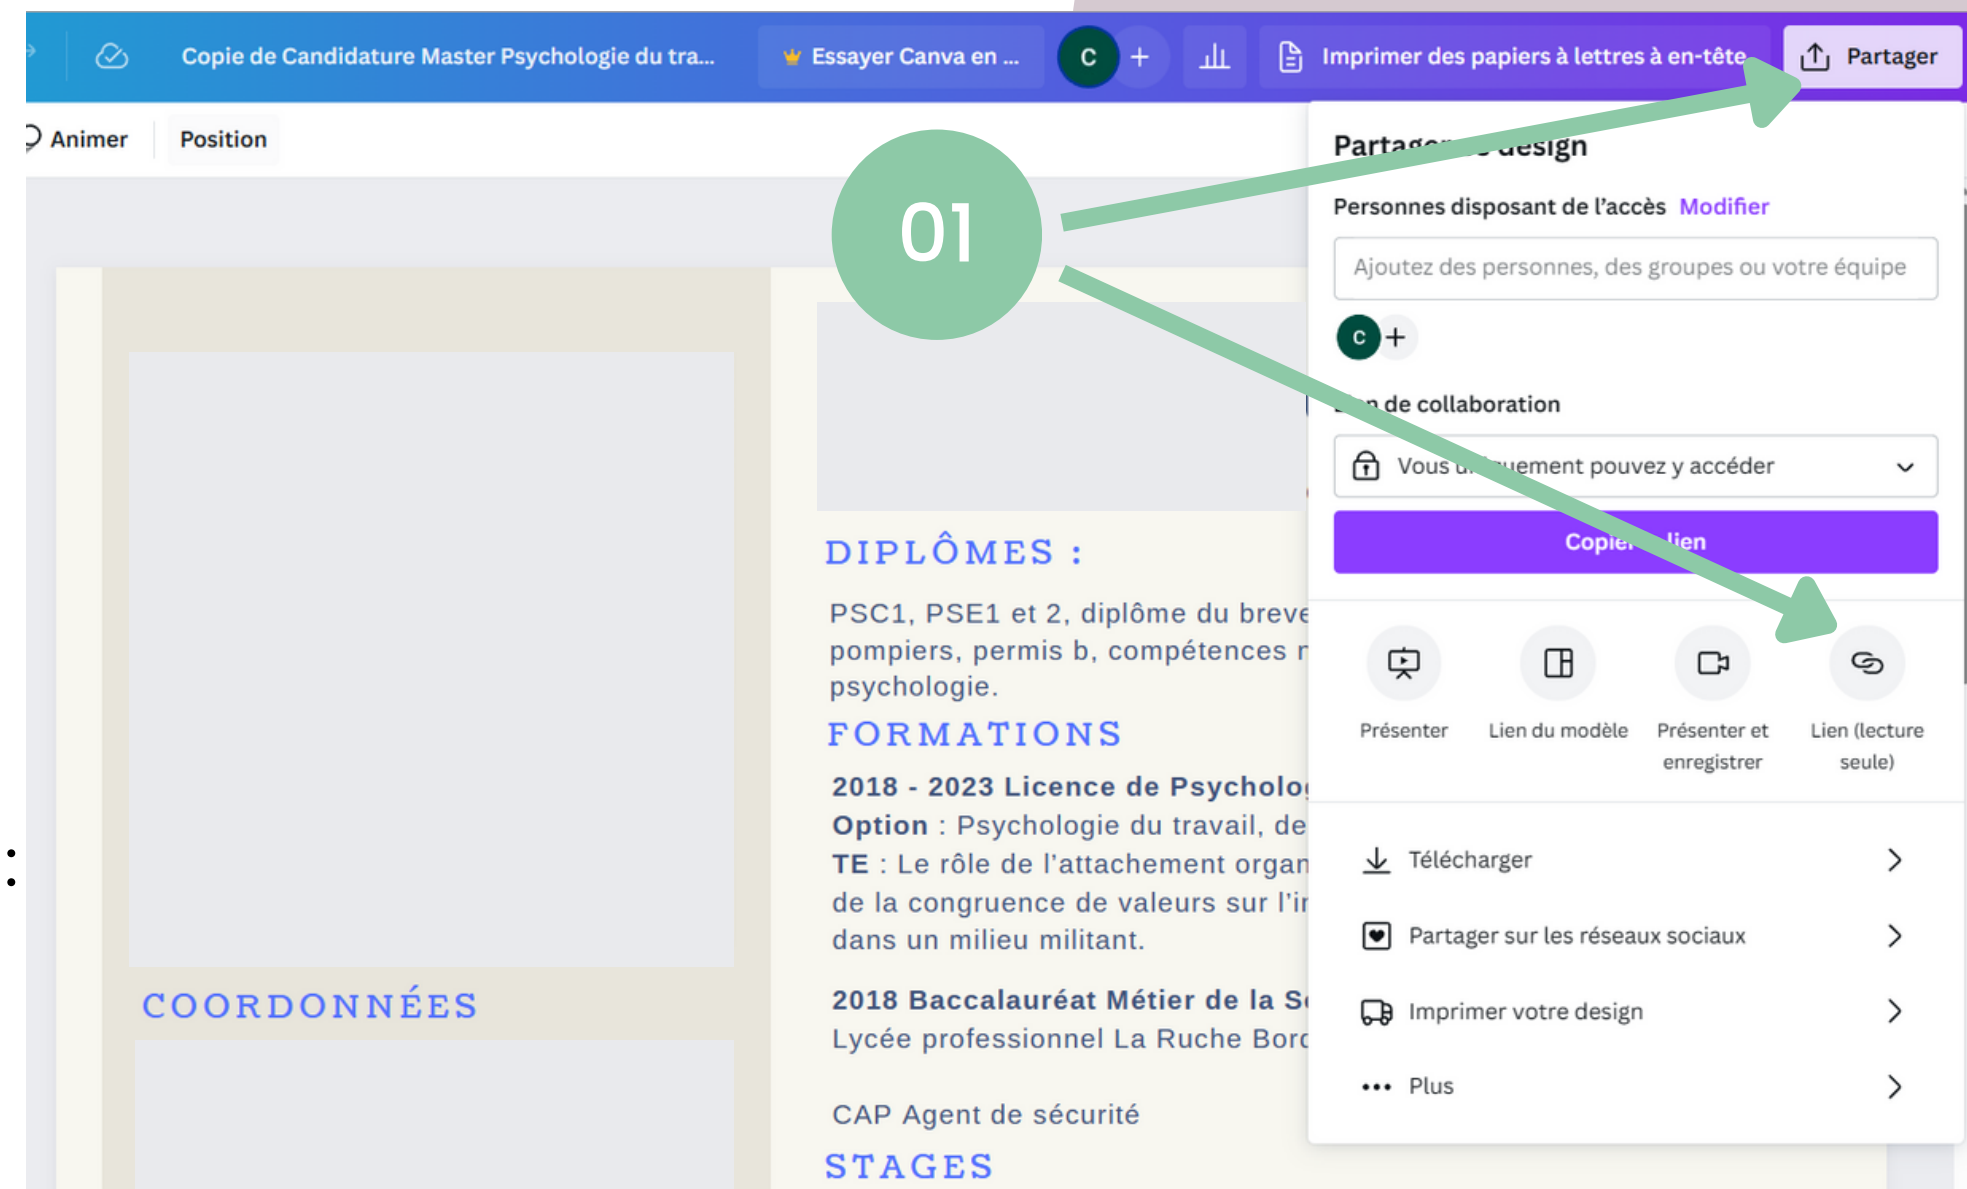 Copie de Candidature Master Psychologie du tra...
Essayer Canva en ...
C
Imprimer des papiers à lettres à en-tête
Partager
Animer
Position
01
design
Personnes disposant de l'accès Modifier
Ajoutez des personnes, des groupes ou votre équipe
C
de collaboration
Vous uniquement pouvez y accéder
Copier lien
Présenter
Lien du modèle
Présenter et
enregistrer
Lien (lecture
seule)
Télécharger
Partager sur les réseaux sociaux
Imprimer votre design
Plus
COORDONNÉES
DIPLÔMES :
PSC1, PSE1 et 2, diplôme du breve
pompiers, permis b, compétences
psychologie.
FORMATIONS
2018 - 2023 Licence de Psycholo
Option : Psychologie du travail, de
TE : Le rôle de l'attachement organ
de la congruence de valeurs sur l'i
dans un milieu militant.
2018 Baccalauréat Métier de la S
Lycée professionnel La Ruche Bor
CAP Agent de sécurité
STAGES